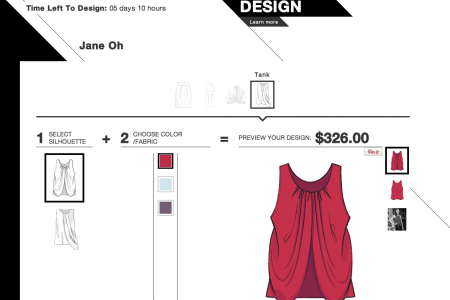 Time Left To Design: 05 days 10 hours
DESIGN
Learn more
Jane Oh
Tank
1 SELECT SILHOUETTE + 2 CHOOSE COLOR /FABRIC = PREVIEW YOUR DESIGN: $326.00
Pin it